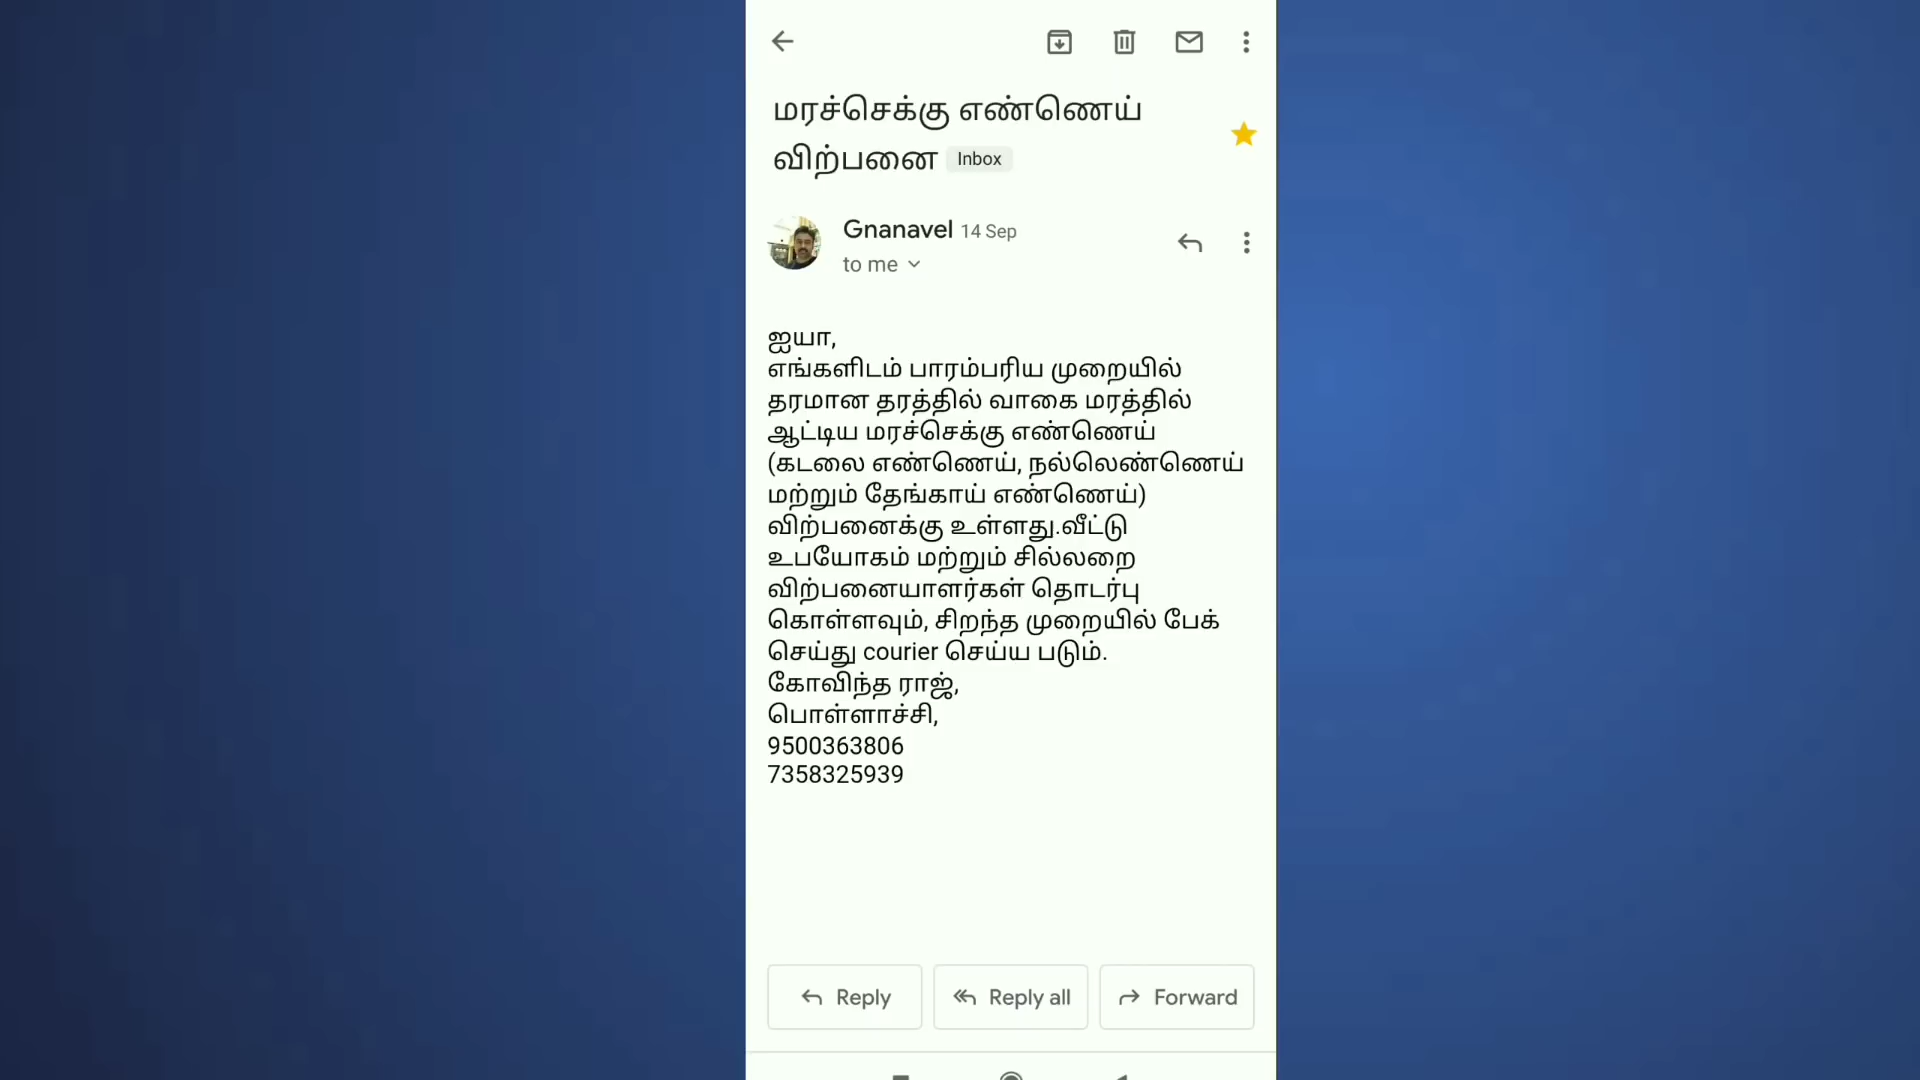 மரச்செக்கு எண்ணெய்
விற்பனை Inbox
Gnanavel 14 Sep
to me
ஐயா,
எங்களிடம் பாரம்பரிய முறையில்
தரமான தரத்தில் வாகை மரத்தில்
ஆட்டிய மரச்செக்கு எண்ணெய்
(கடலை எண்ணெய், நல்லெண்ணெய்
மற்றும் தேங்காய் எண்ணெய்)
விற்பனைக்கு உள்ளது.வீட்டு
உபயோகம் மற்றும் சில்லறை
விற்பனையாளர்கள் தொடர்பு
கொள்ளவும், சிறந்த முறையில் பேக்
செய்து courier செய்ய படும்.
கோவிந்த ராஜ்,
பொள்ளாச்சி,
9500363806
7358325939
Reply Reply all Forward